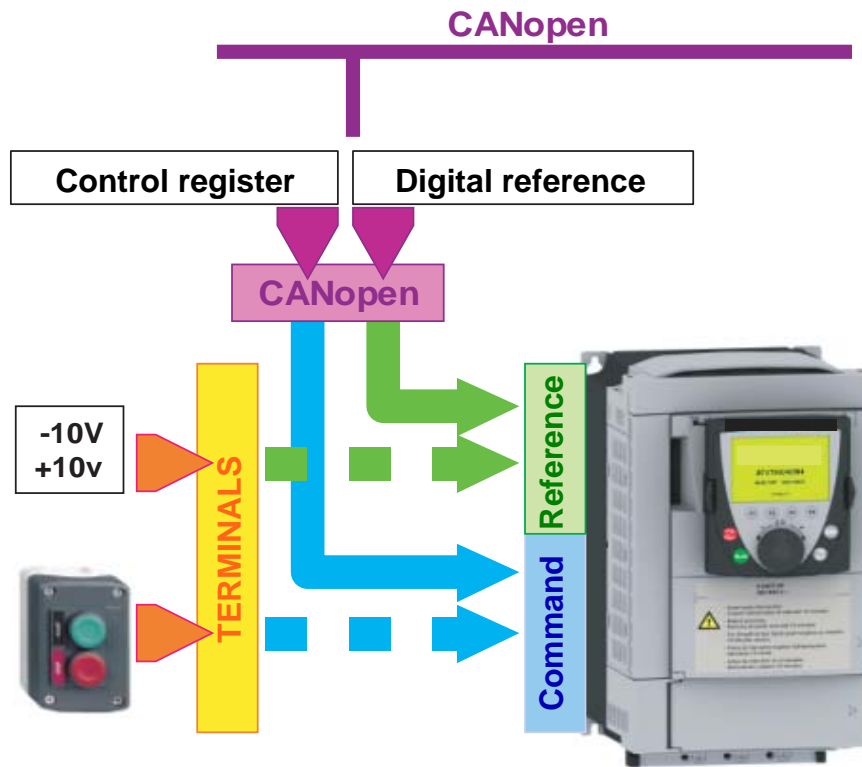 CANopen
Control register
Digital reference
CANopen
-10V
+10v
TERMINALS
Reference
Command